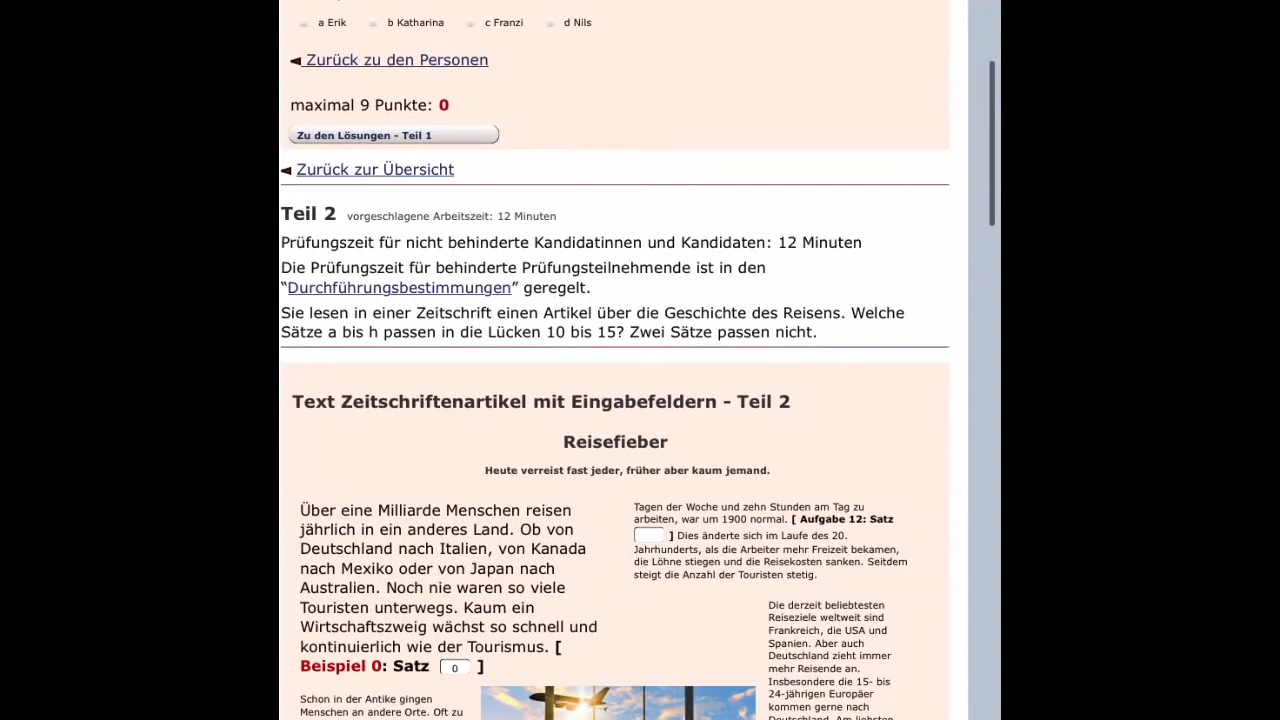 a Erik b Katharina c Franzi d Nils
Zurück zu den Personen
maximal 9 Punkte: 0
Zu den Lösungen - Teil 1
Zurück zur Übersicht
Teil 2 vorgeschlagene Arbeitszeit: 12 Minuten
Prüfungszeit für nicht behinderte Kandidatinnen und Kandidaten: 12 Minuten
Die Prüfungszeit für behinderte Prüfungsteilnehmende ist in den
“Durchführungsbestimmungen” geregelt.
Sie lesen in einer Zeitschrift einen Artikel über die Geschichte des Reisens. Welche
Sätze a bis h passen in die Lücken 10 bis 15? Zwei Sätze passen nicht.
Text Zeitschriftenartikel mit Eingabefeldern - Teil 2
Reisefieber
Heute verreist fast jeder, früher aber kaum jemand.
Über eine Milliarde Menschen reisen
jährlich in ein anderes Land. Ob von
Deutschland nach Italien, von Kanada
nach Mexiko oder von Japan nach
Australien. Noch nie waren so viele
Touristen unterwegs. Kaum ein
Wirtschaftszweig wächst so schnell und
kontinuierlich wie der Tourismus. [
Beispiel 0: Satz 0 ]
Schon in der Antike gingen
Menschen an andere Orte. Oft zu
Tagen der Woche und zehn Stunden am Tag zu
arbeiten, war um 1900 normal. [ Aufgabe 12: Satz
] Dies änderte sich im Laufe des 20.
Jahrhunderts, als die Arbeiter mehr Freizeit bekamen,
die Löhne stiegen und die Reisekosten sanken. Seitdem
steigt die Anzahl der Touristen stetig.
Die derzeit beliebtesten
Reiseziele weltweit sind
Frankreich, die USA und
Spanien. Aber auch
Deutschland zieht immer
mehr Reisende an.
Insbesondere die 15- bis
24-jährigen Europäer
kommen gerne nach
Deutschland. Am liebsten